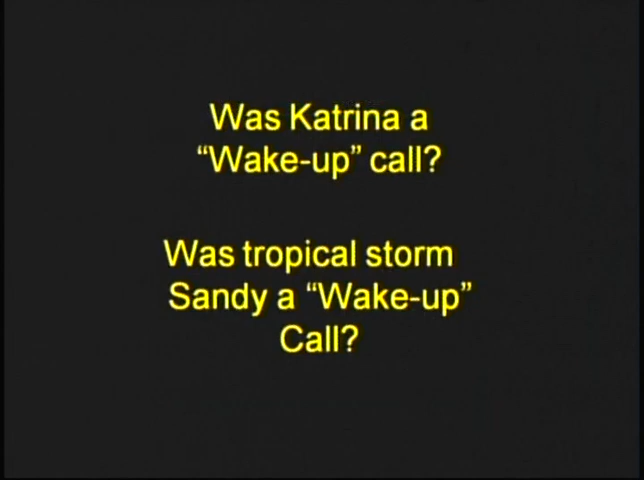 Was Katrina a
“Wake-up” call?
Was tropical storm
Sandy a “Wake-up”
Call?